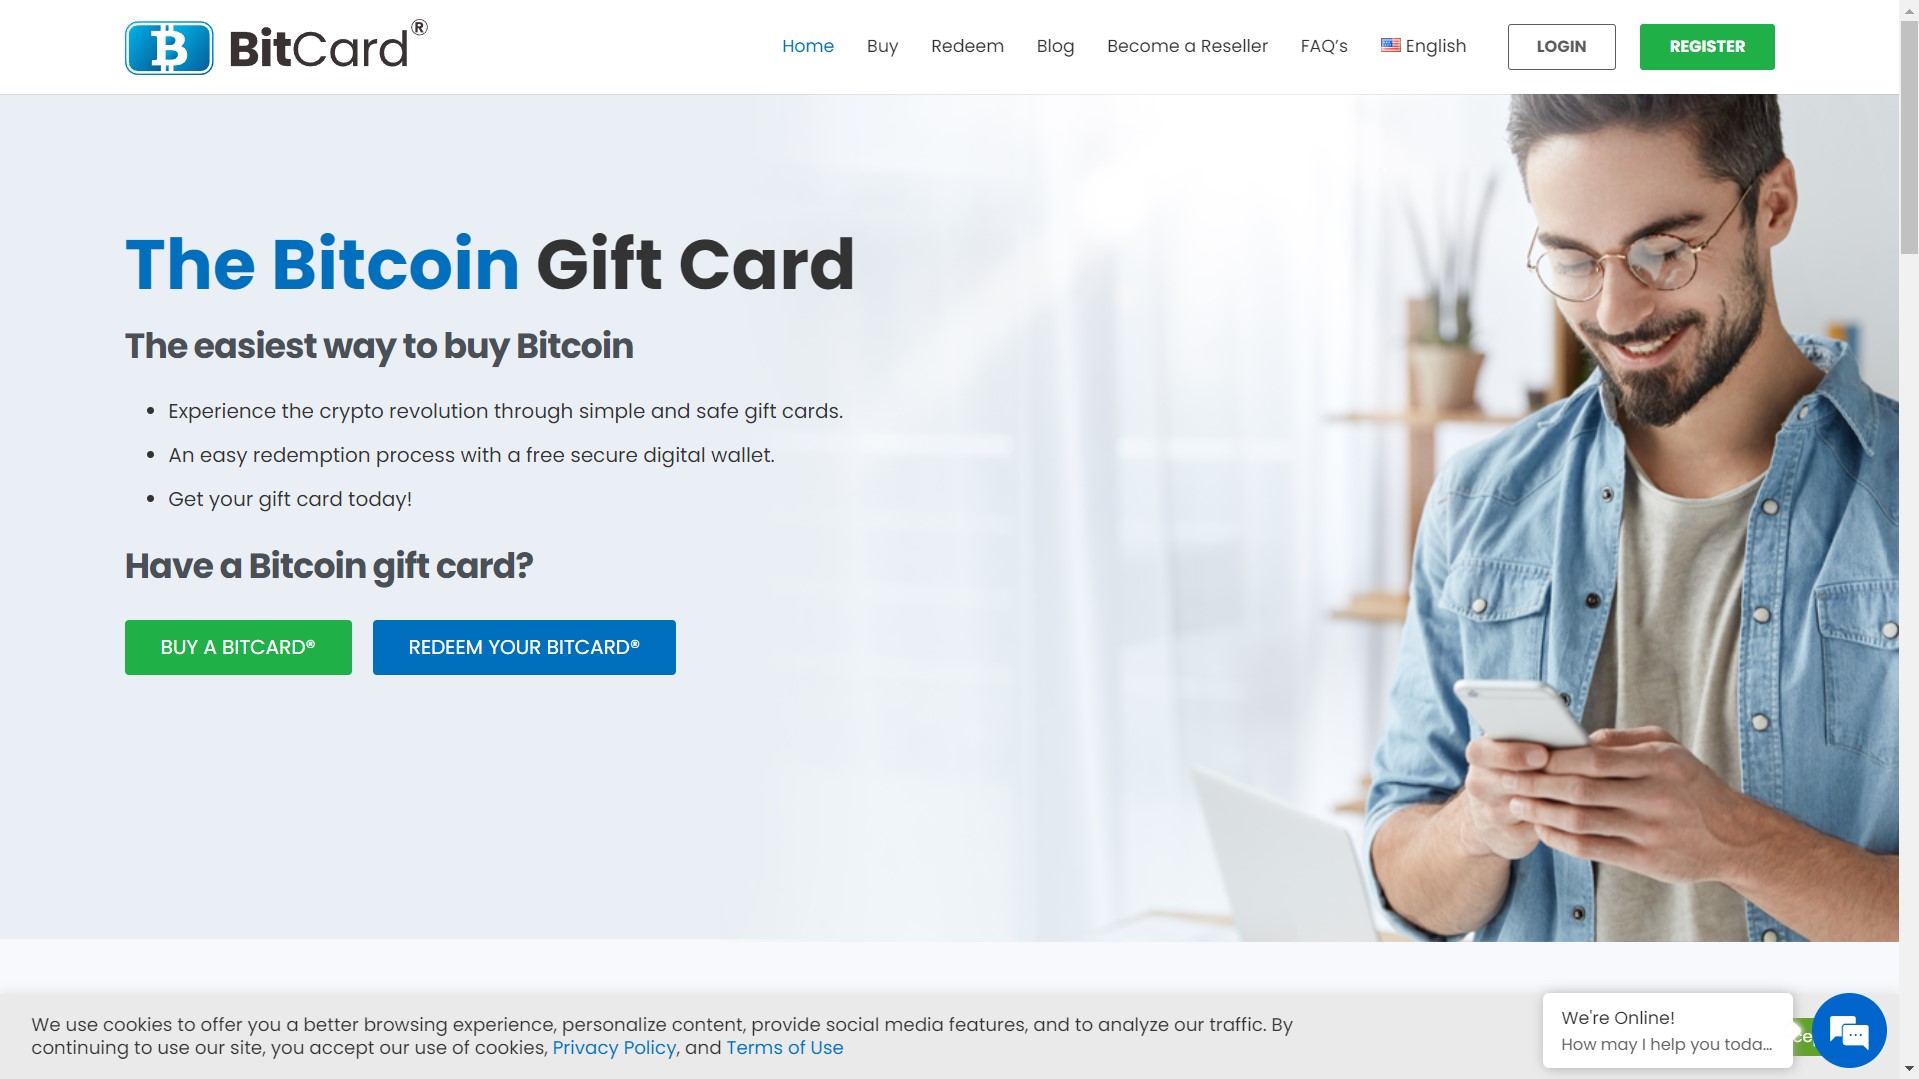 BitCard®
Home
Buy
Redeem
Blog
Become a Reseller
FAQ's
English
LOGIN
REGISTER
The Bitcoin Gift Card
The easiest way to buy Bitcoin
Experience the crypto revolution through simple and safe gift cards.
An easy redemption process with a free secure digital wallet.
Get your gift card today!
Have a Bitcoin gift card?
BUY A BITCARD®
REDEEM YOUR BITCARD®
We use cookies to offer you a better browsing experience, personalize content, provide social media features, and to analyze our traffic. By
continuing to use our site, you accept our use of cookies, Privacy Policy, and Terms of Use
We're Online!
How may I help you toda...